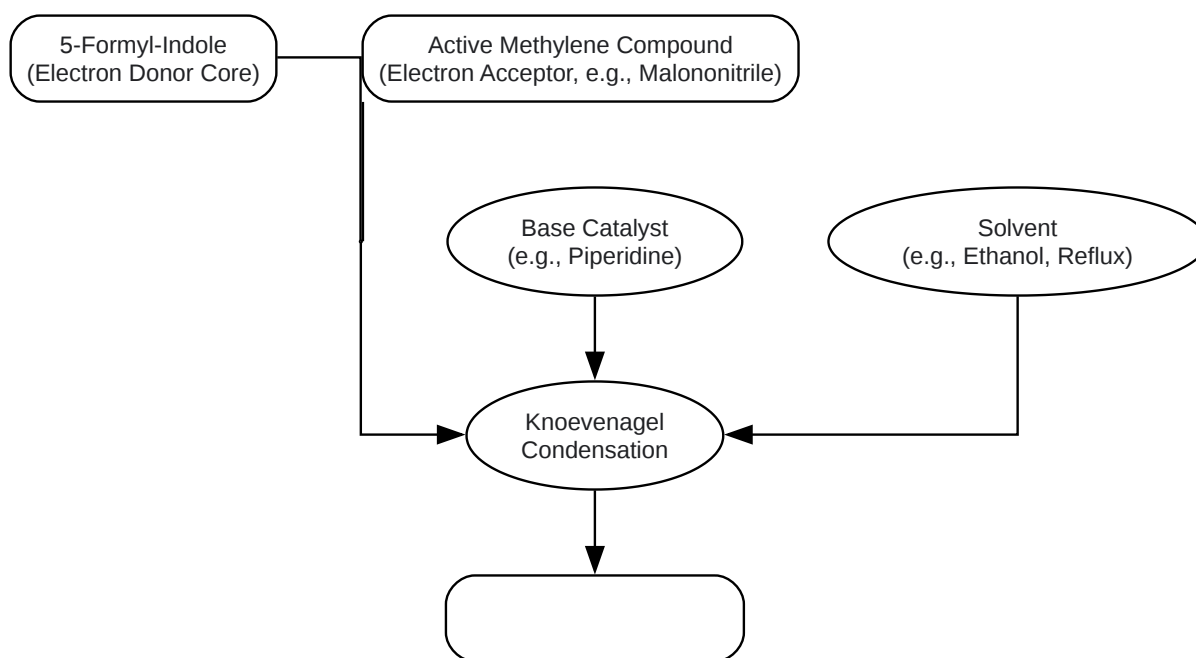 5-Formyl-Indole
(Electron Donor Core)
Active Methylene Compound
(Electron Acceptor, e.g., Malononitrile)
Base Catalyst
(e.g., Piperidine)
Solvent
(e.g., Ethanol, Reflux)
Knoevenagel
Condensation